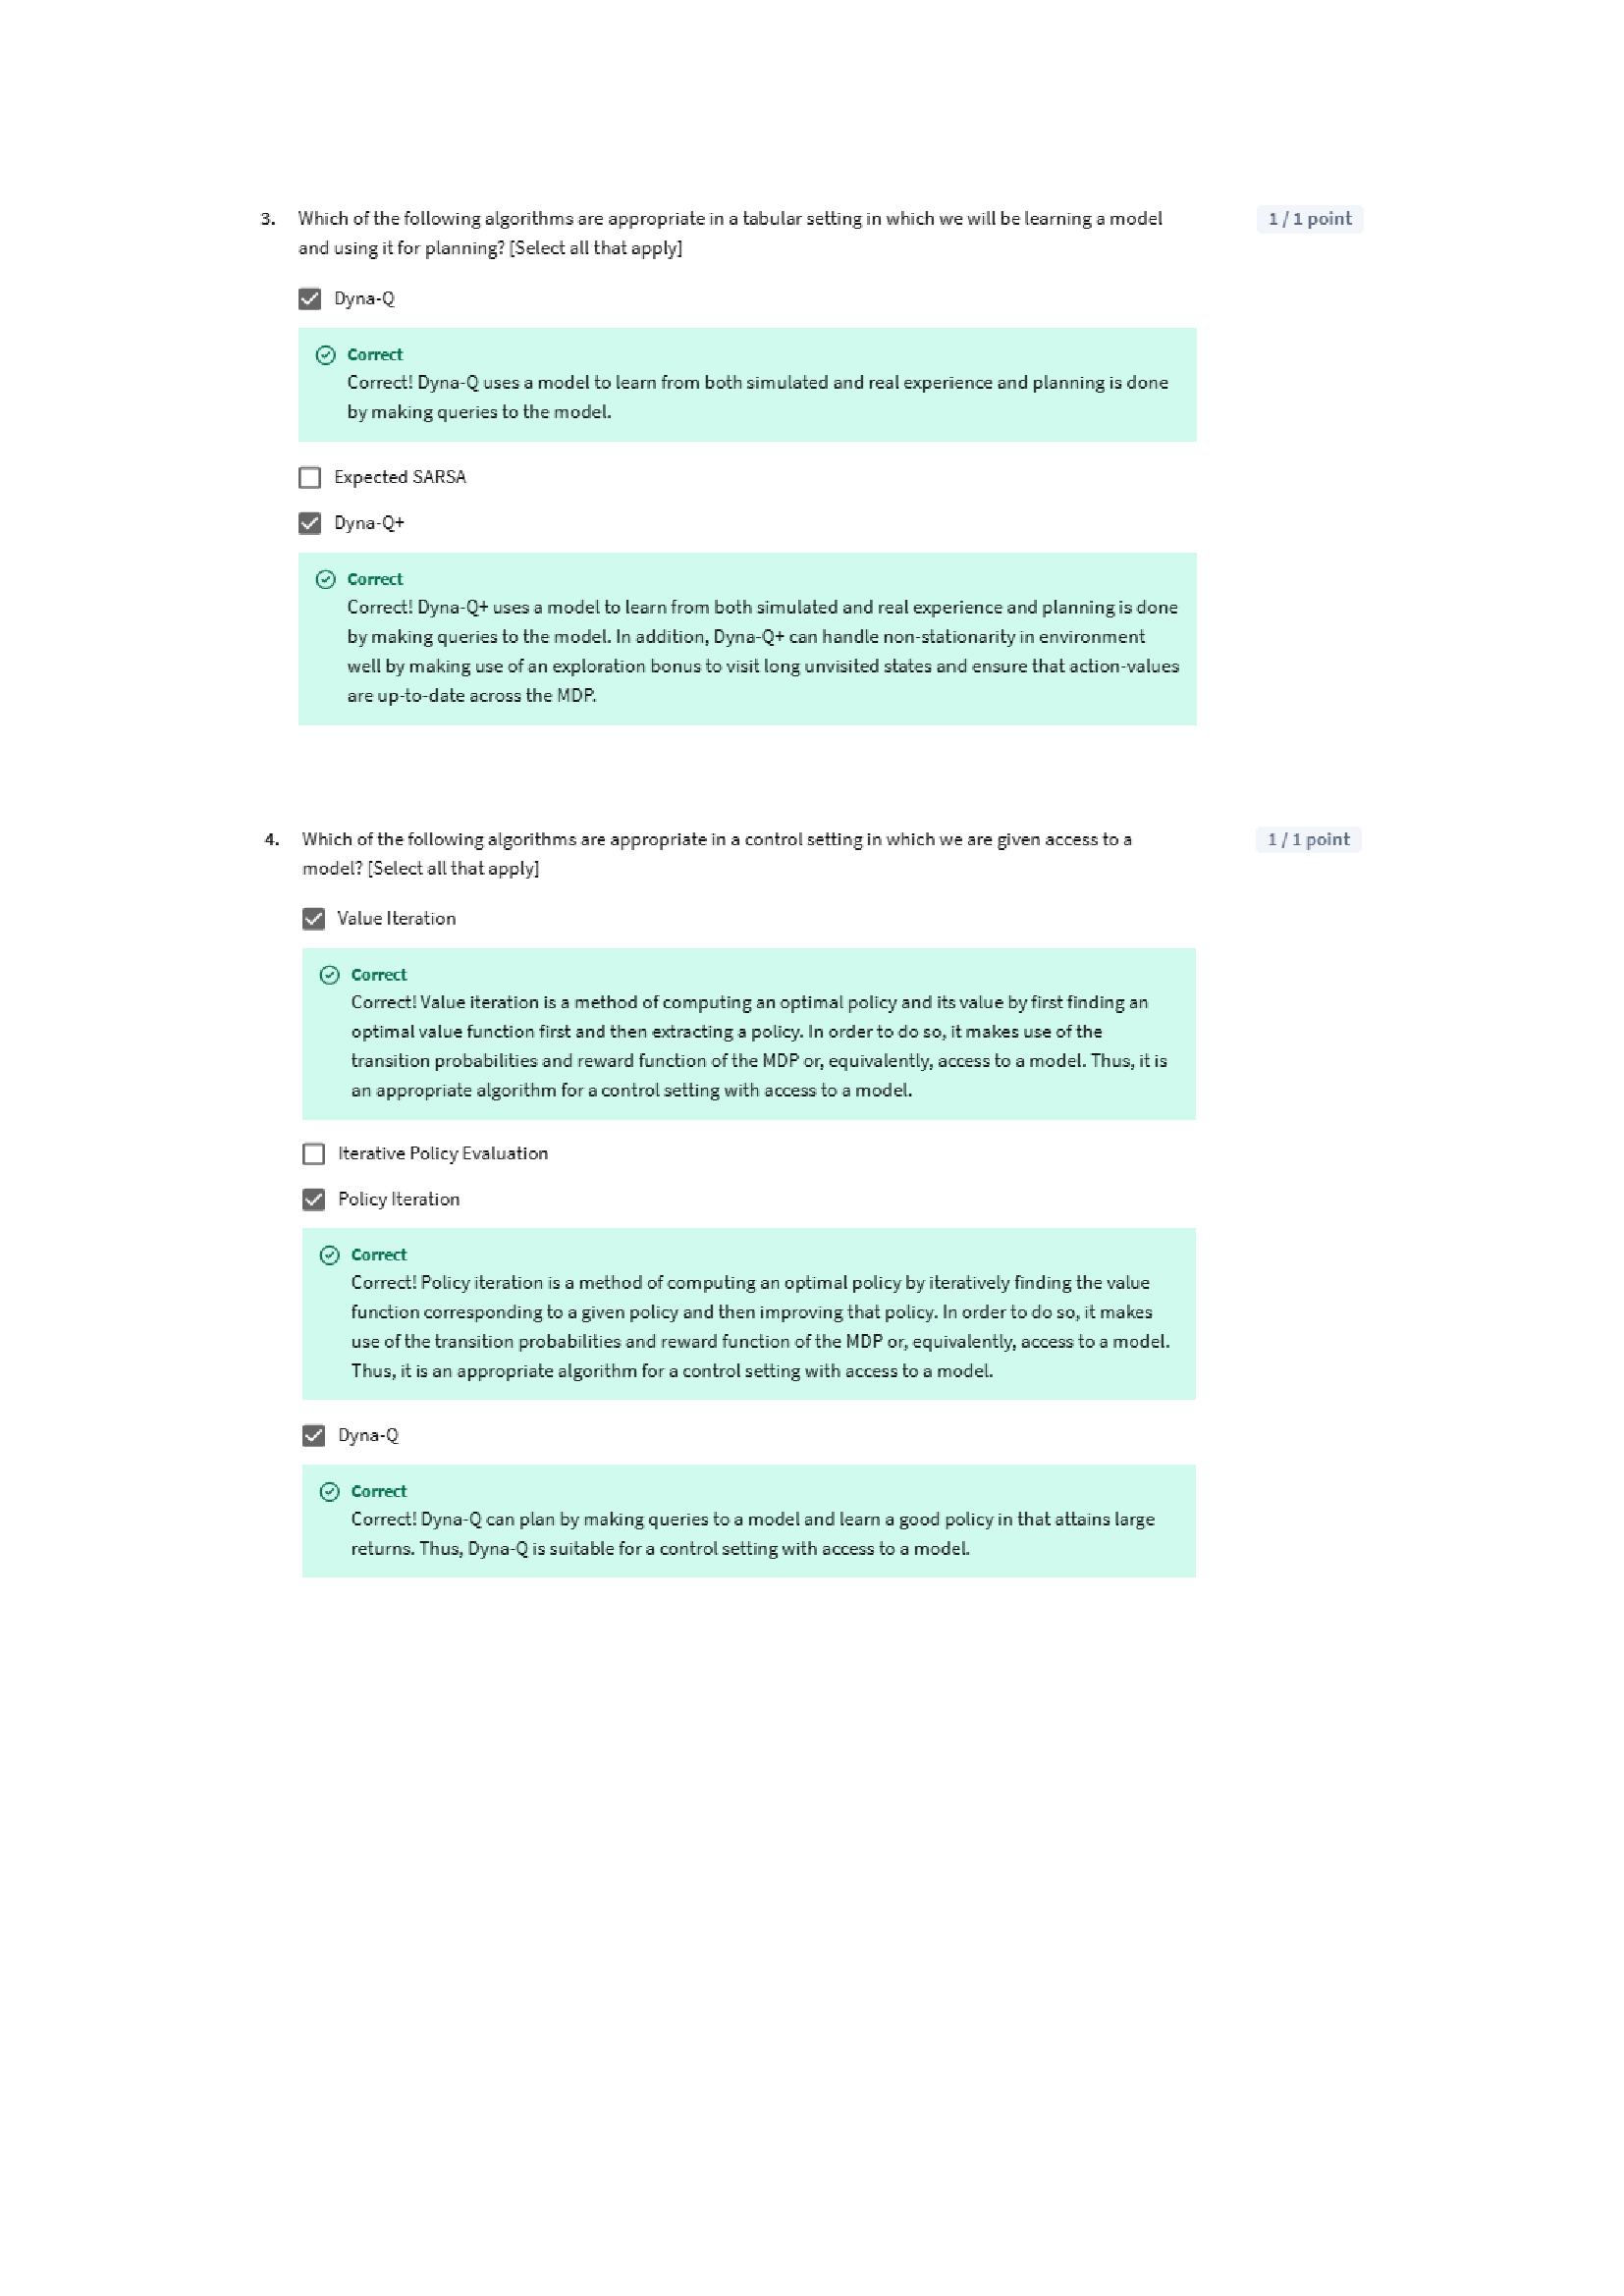 3. Which of the following algorithms are appropriate in a tabular setting in which we will be learning a model
1 / 1 point
and using it for planning? [Select all that apply]
Dyna-Q
Correct
Correct! Dyna-Q uses a model to learn from both simulated and real experience and planning is done
by making queries to the model.
Expected SARSA
Dyna-Q+
Correct
Correct! Dyna-Q+ uses a model to learn from both simulated and real experience and planning is done
by making queries to the model. In addition, Dyna-Q+ can handle non-stationarity in environment
well by making use of an exploration bonus to visit long unvisited states and ensure that action-values
are up-to-date across the MDP.
4. Which of the following algorithms are appropriate in a control setting in which we are given access to a
1 / 1 point
model? [Select all that apply]
Value Iteration
Correct
Correct! Value iteration is a method of computing an optimal policy and its value by first finding an
optimal value function first and then extracting a policy. In order to do so, it makes use of the
transition probabilities and reward function of the MDP or, equivalently, access to a model. Thus, it is
an appropriate algorithm for a control setting with access to a model.
Iterative Policy Evaluation
Policy Iteration
Correct
Correct! Policy iteration is a method of computing an optimal policy by iteratively finding the value
function corresponding to a given policy and then improving that policy. In order to do so, it makes
use of the transition probabilities and reward function of the MDP or, equivalently, access to a model.
Thus, it is an appropriate algorithm for a control setting with access to a model.
Dyna-Q
Correct
Correct! Dyna-Q can plan by making queries to a model and learn a good policy in that attains large
returns. Thus, Dyna-Q is suitable for a control setting with access to a model.